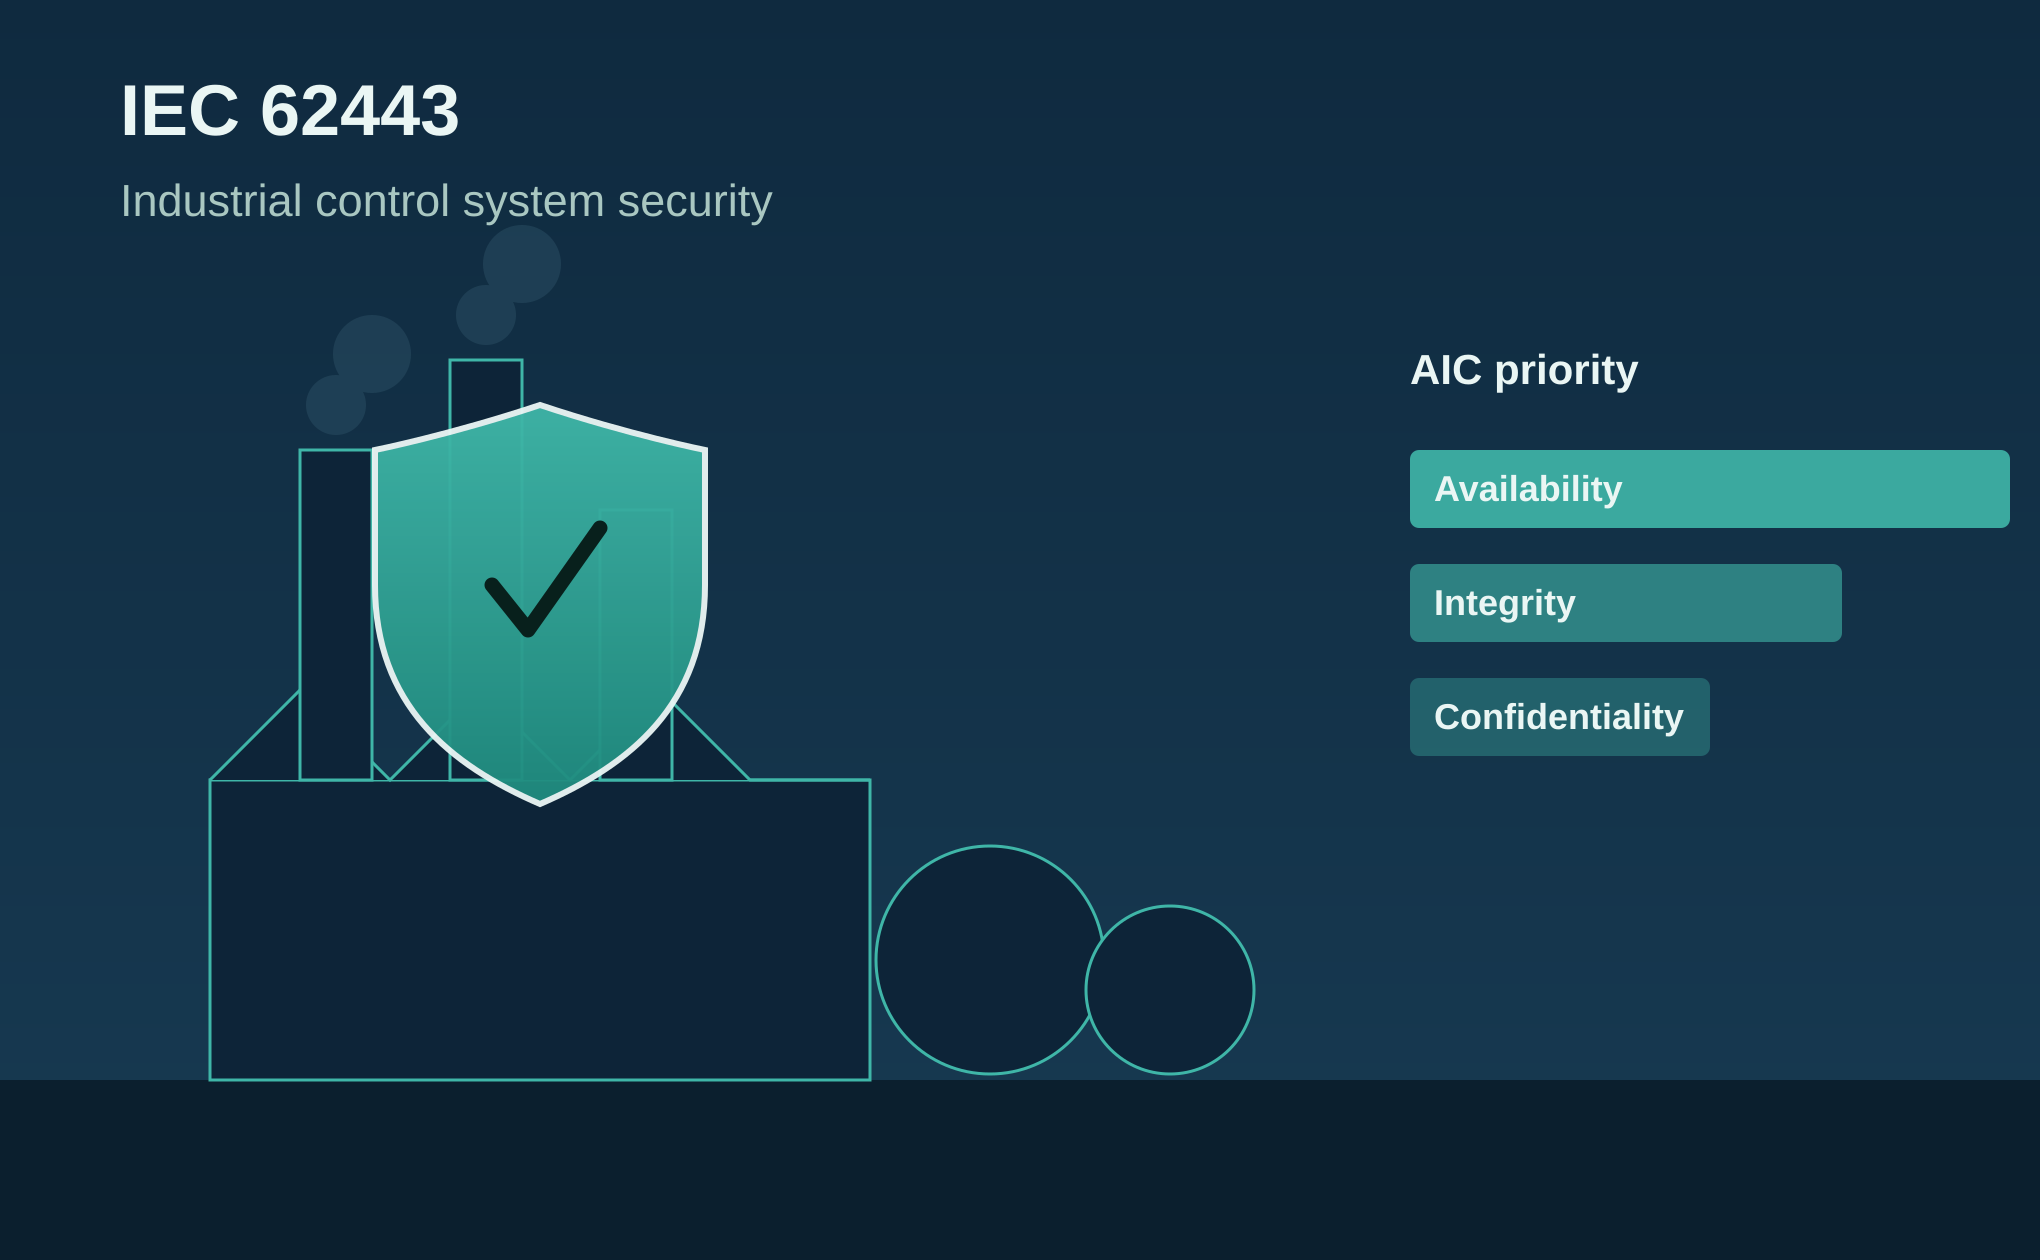 IEC 62443
Industrial control system security
AIC priority
Availability
Integrity
Confidentiality